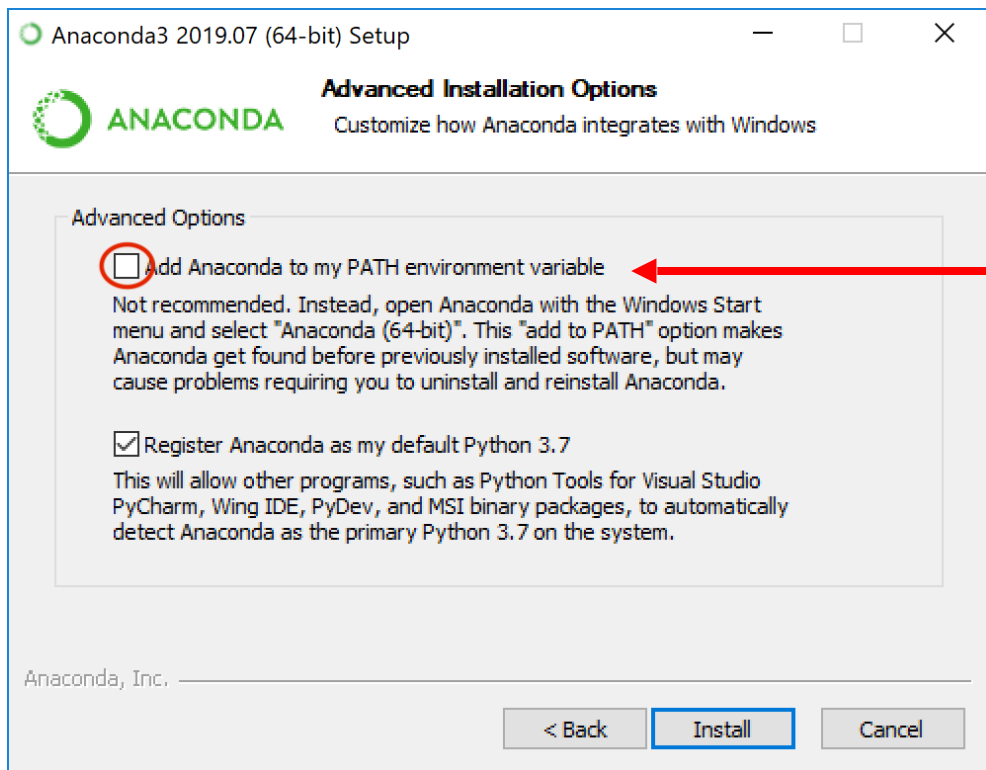 Anaconda3 2019.07 (64-bit) Setup
Advanced Installation Options
ANACONDA
Customize how Anaconda integrates with Windows
Advanced Options
Add Anaconda to my PATH environment variable
Not recommended. Instead, open Anaconda with the Windows Start
menu and select "Anaconda (64-bit)". This "add to PATH" option makes
Anaconda get found before previously installed software, but may
cause problems requiring you to uninstall and reinstall Anaconda.
Register Anaconda as my default Python 3.7
This will allow other programs, such as Python Tools for Visual Studio
PyCharm, Wing IDE, PyDev, and MSI binary packages, to automatically
detect Anaconda as the primary Python 3.7 on the system.
Anaconda, Inc.
< Back Install Cancel